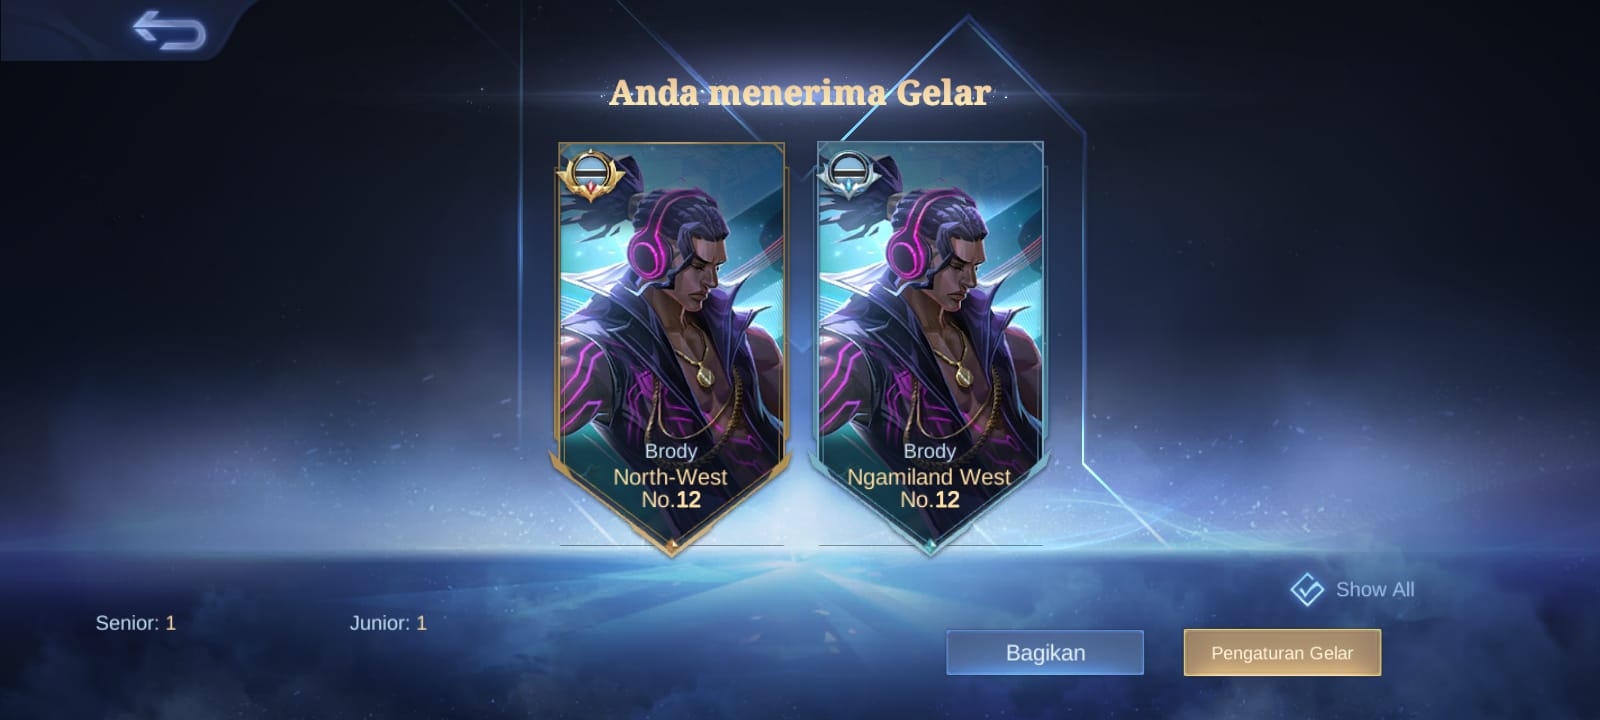 Anda menerima Gelar
Brody
North-West
No.12
Brody
Ngamiland West
No.12
Show All
Senior: 1
Junior: 1
Bagikan
Pengaturan Gelar